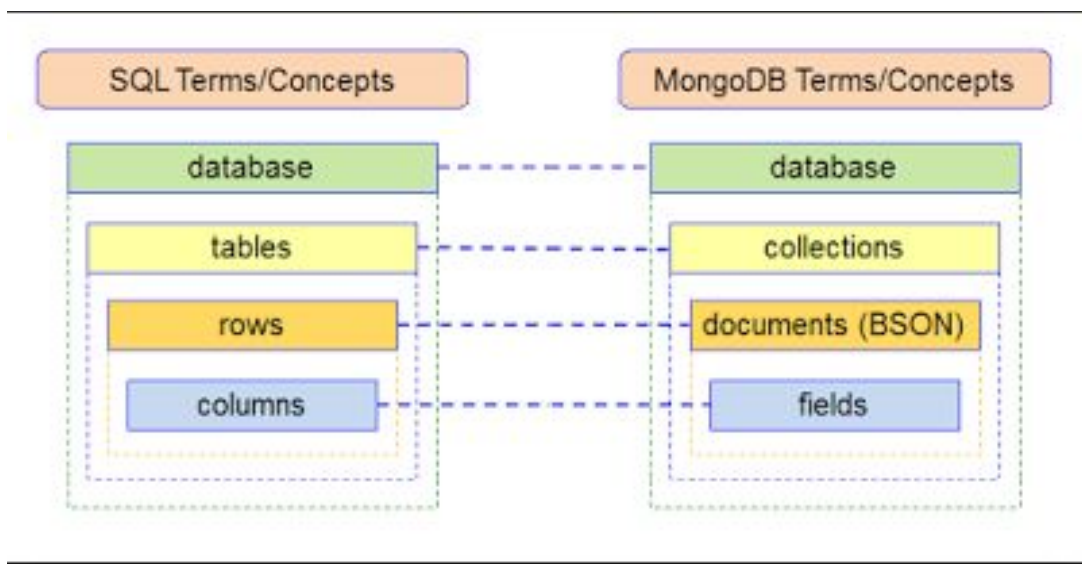 SQL Terms/Concepts
MongoDB Terms/Concepts
database
database
tables
collections
rows
documents (BSON)
columns
fields